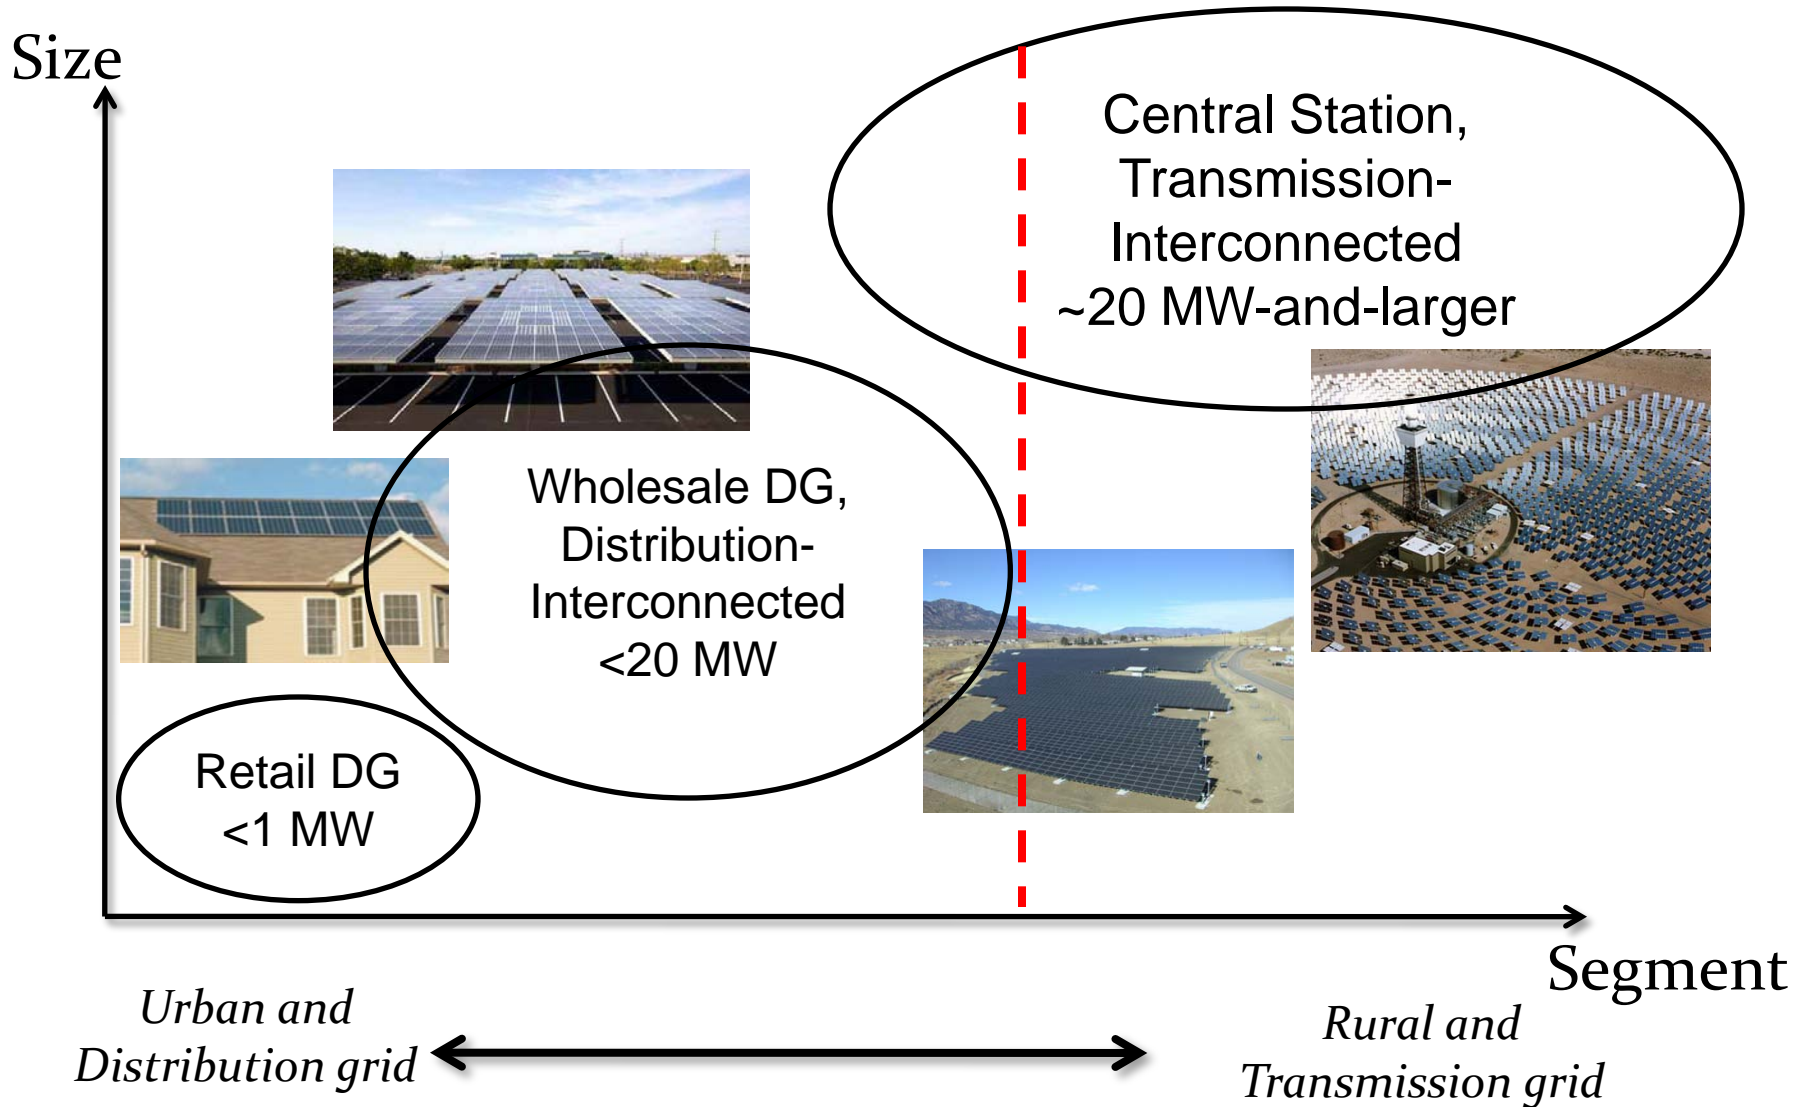 Size
Central Station,
Transmission-
Interconnected
~20 MW-and-larger
Wholesale DG,
Distribution-
Interconnected
<20 MW
Retail DG
<1 MW
Segment
Urban and
Distribution grid
Rural and
Transmission grid